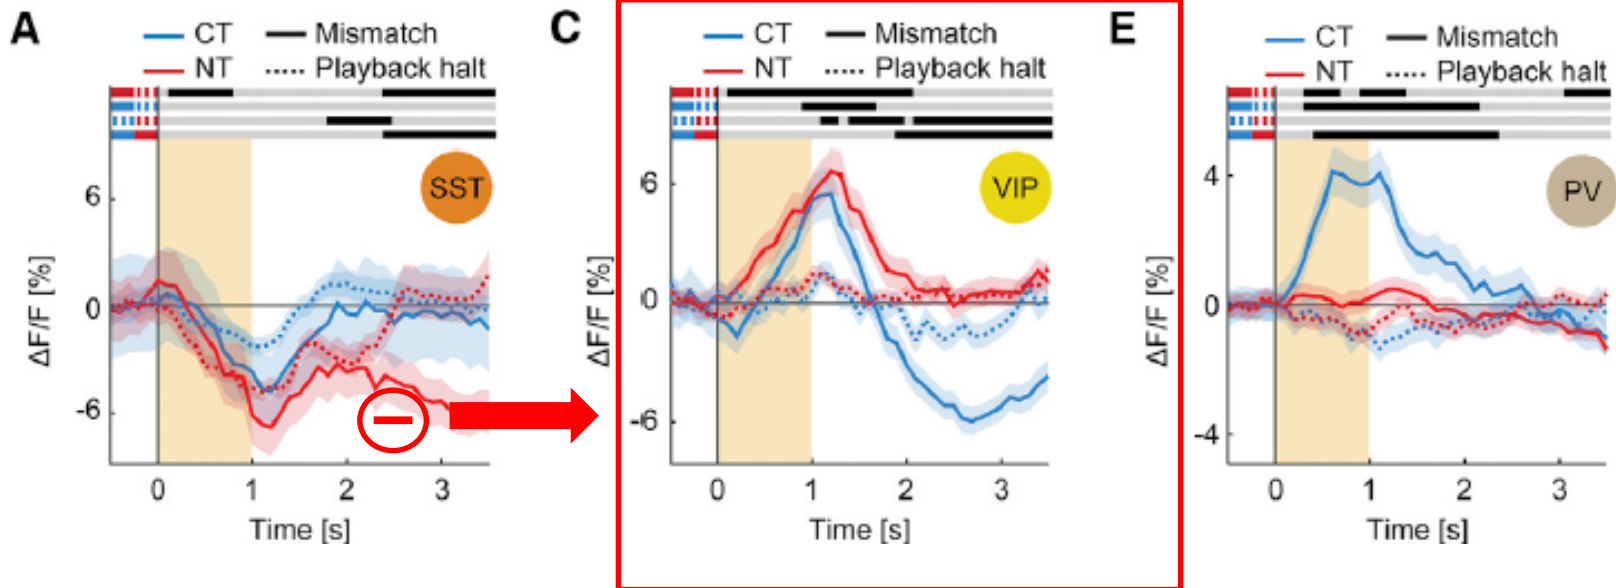 A
CT Mismatch
NT Playback halt
SST
6
0
-6
ΔF/F [%]
0 1 2 3
Time [s]
C
CT Mismatch
NT Playback halt
VIP
6
0
-6
ΔF/F [%]
0 1 2 3
Time [s]
E
CT Mismatch
NT Playback halt
PV
4
0
-4
ΔF/F [%]
0 1 2 3
Time [s]